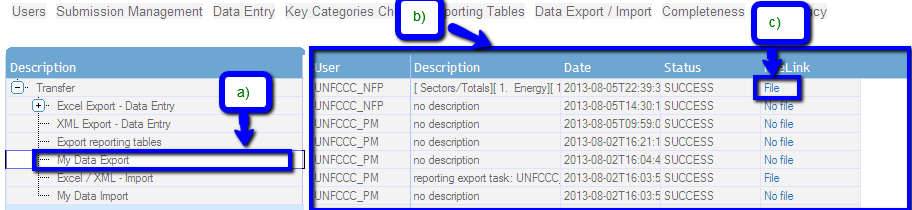 Users Submission Management Data Entry Key Categories Ch porting Tables Data Export / Import Completeness cy
b)
c)
a)
Description
Transfer
Excel Export - Data Entry
XML Export - Data Entry
Export reporting tables
My Data Export
Excel / XML - Import
My Data Import
User Description Date Status Link
UNFCCC_NFP [ Sectors/Totals][ 1. Energy][ 1 2013-08-05T22:39:3 SUCCESS File
UNFCCC_NFP no description 2013-08-05T14:30:1 SUCCESS No file
UNFCCC_PM no description 2013-08-05T09:59:0 SUCCESS No file
UNFCCC_PM no description 2013-08-02T16:21:1 SUCCESS No file
UNFCCC_PM no description 2013-08-02T16:04:4 SUCCESS No file
UNFCCC_PM reporting export task: UNFCCC_ 2013-08-02T16:03:5 SUCCESS No file
UNFCCC_PM no description 2013-08-02T16:03:5 SUCCESS No file